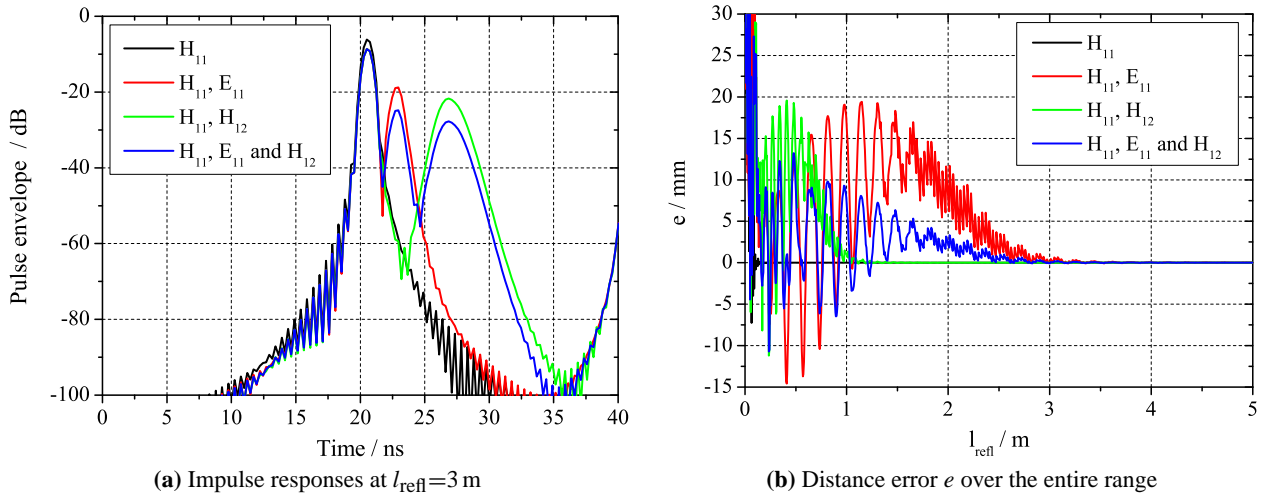 0
-20
-40
-60
-80
-100
Pulse envelope / dB
H₁₁
H₁₁, E₁₁
H₁₁, H₁₂
H₁₁, E₁₁ and H₁₂
0 5 10 15 20 25 30 35 40
Time / ns
(a) Impulse responses at l_refl=3 m
30
25
20
15
10
5
0
-5
-10
-15
e / mm
H₁₁
H₁₁, E₁₁
H₁₁, H₁₂
H₁₁, E₁₁ and H₁₂
0 1 2 3 4 5
l_refl / m
(b) Distance error e over the entire range